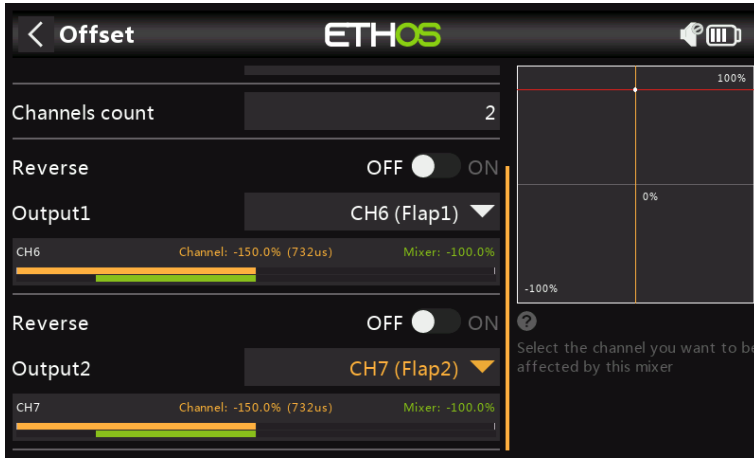 Offset
ETHOS
100%
Channels count
2
Reverse
OFF ON
Output1
CH6 (Flap1)
0%
CH6 Channel: -150.0% (732us) Mixer: -100.0%
-100%
Reverse
OFF ON
?
Select the channel you want to be
affected by this mixer
Output2
CH7 (Flap2)
CH7 Channel: -150.0% (732us) Mixer: -100.0%